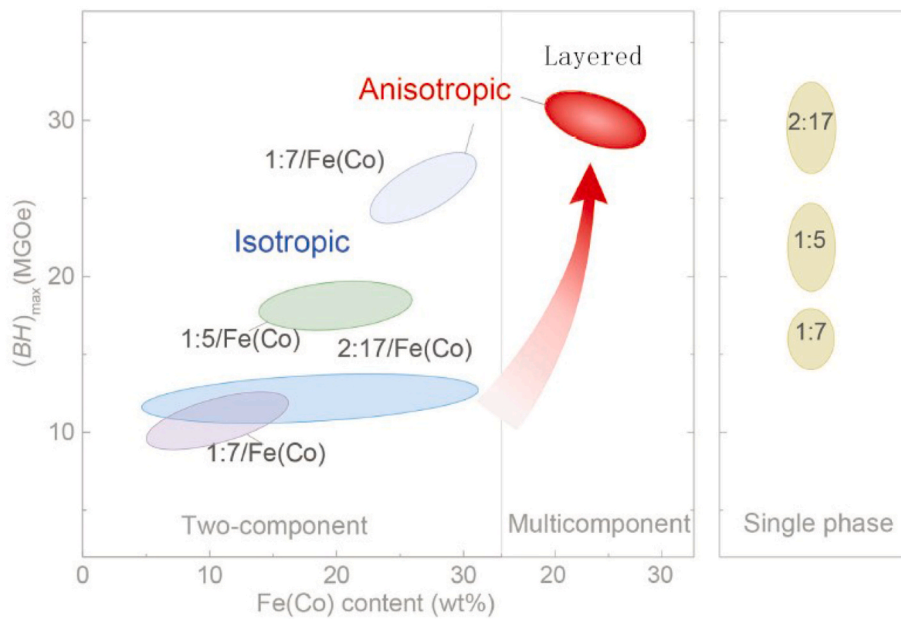 Layered
Anisotropic
30
1:7/Fe(Co)
2:17
Isotropic
1:5
20
1:5/Fe(Co)
2:17/Fe(Co)
1:7
10
1:7/Fe(Co)
(BH)max (MGOe)
Two-component
Multicomponent
Single phase
0 10 20 30 20 30
Fe(Co) content (wt%)